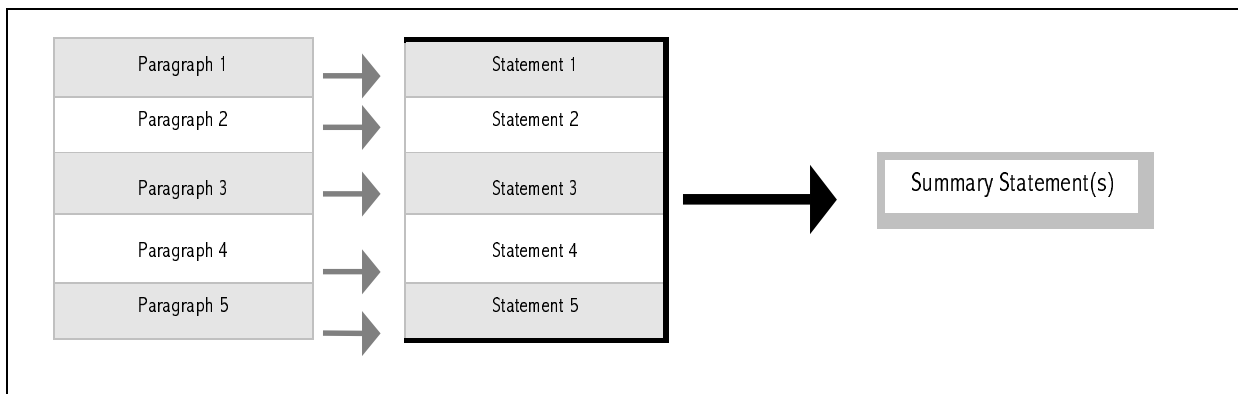 Paragraph 1
Statement 1
Paragraph 2
Statement 2
Paragraph 3
Statement 3
Summary Statement(s)
Paragraph 4
Statement 4
Paragraph 5
Statement 5